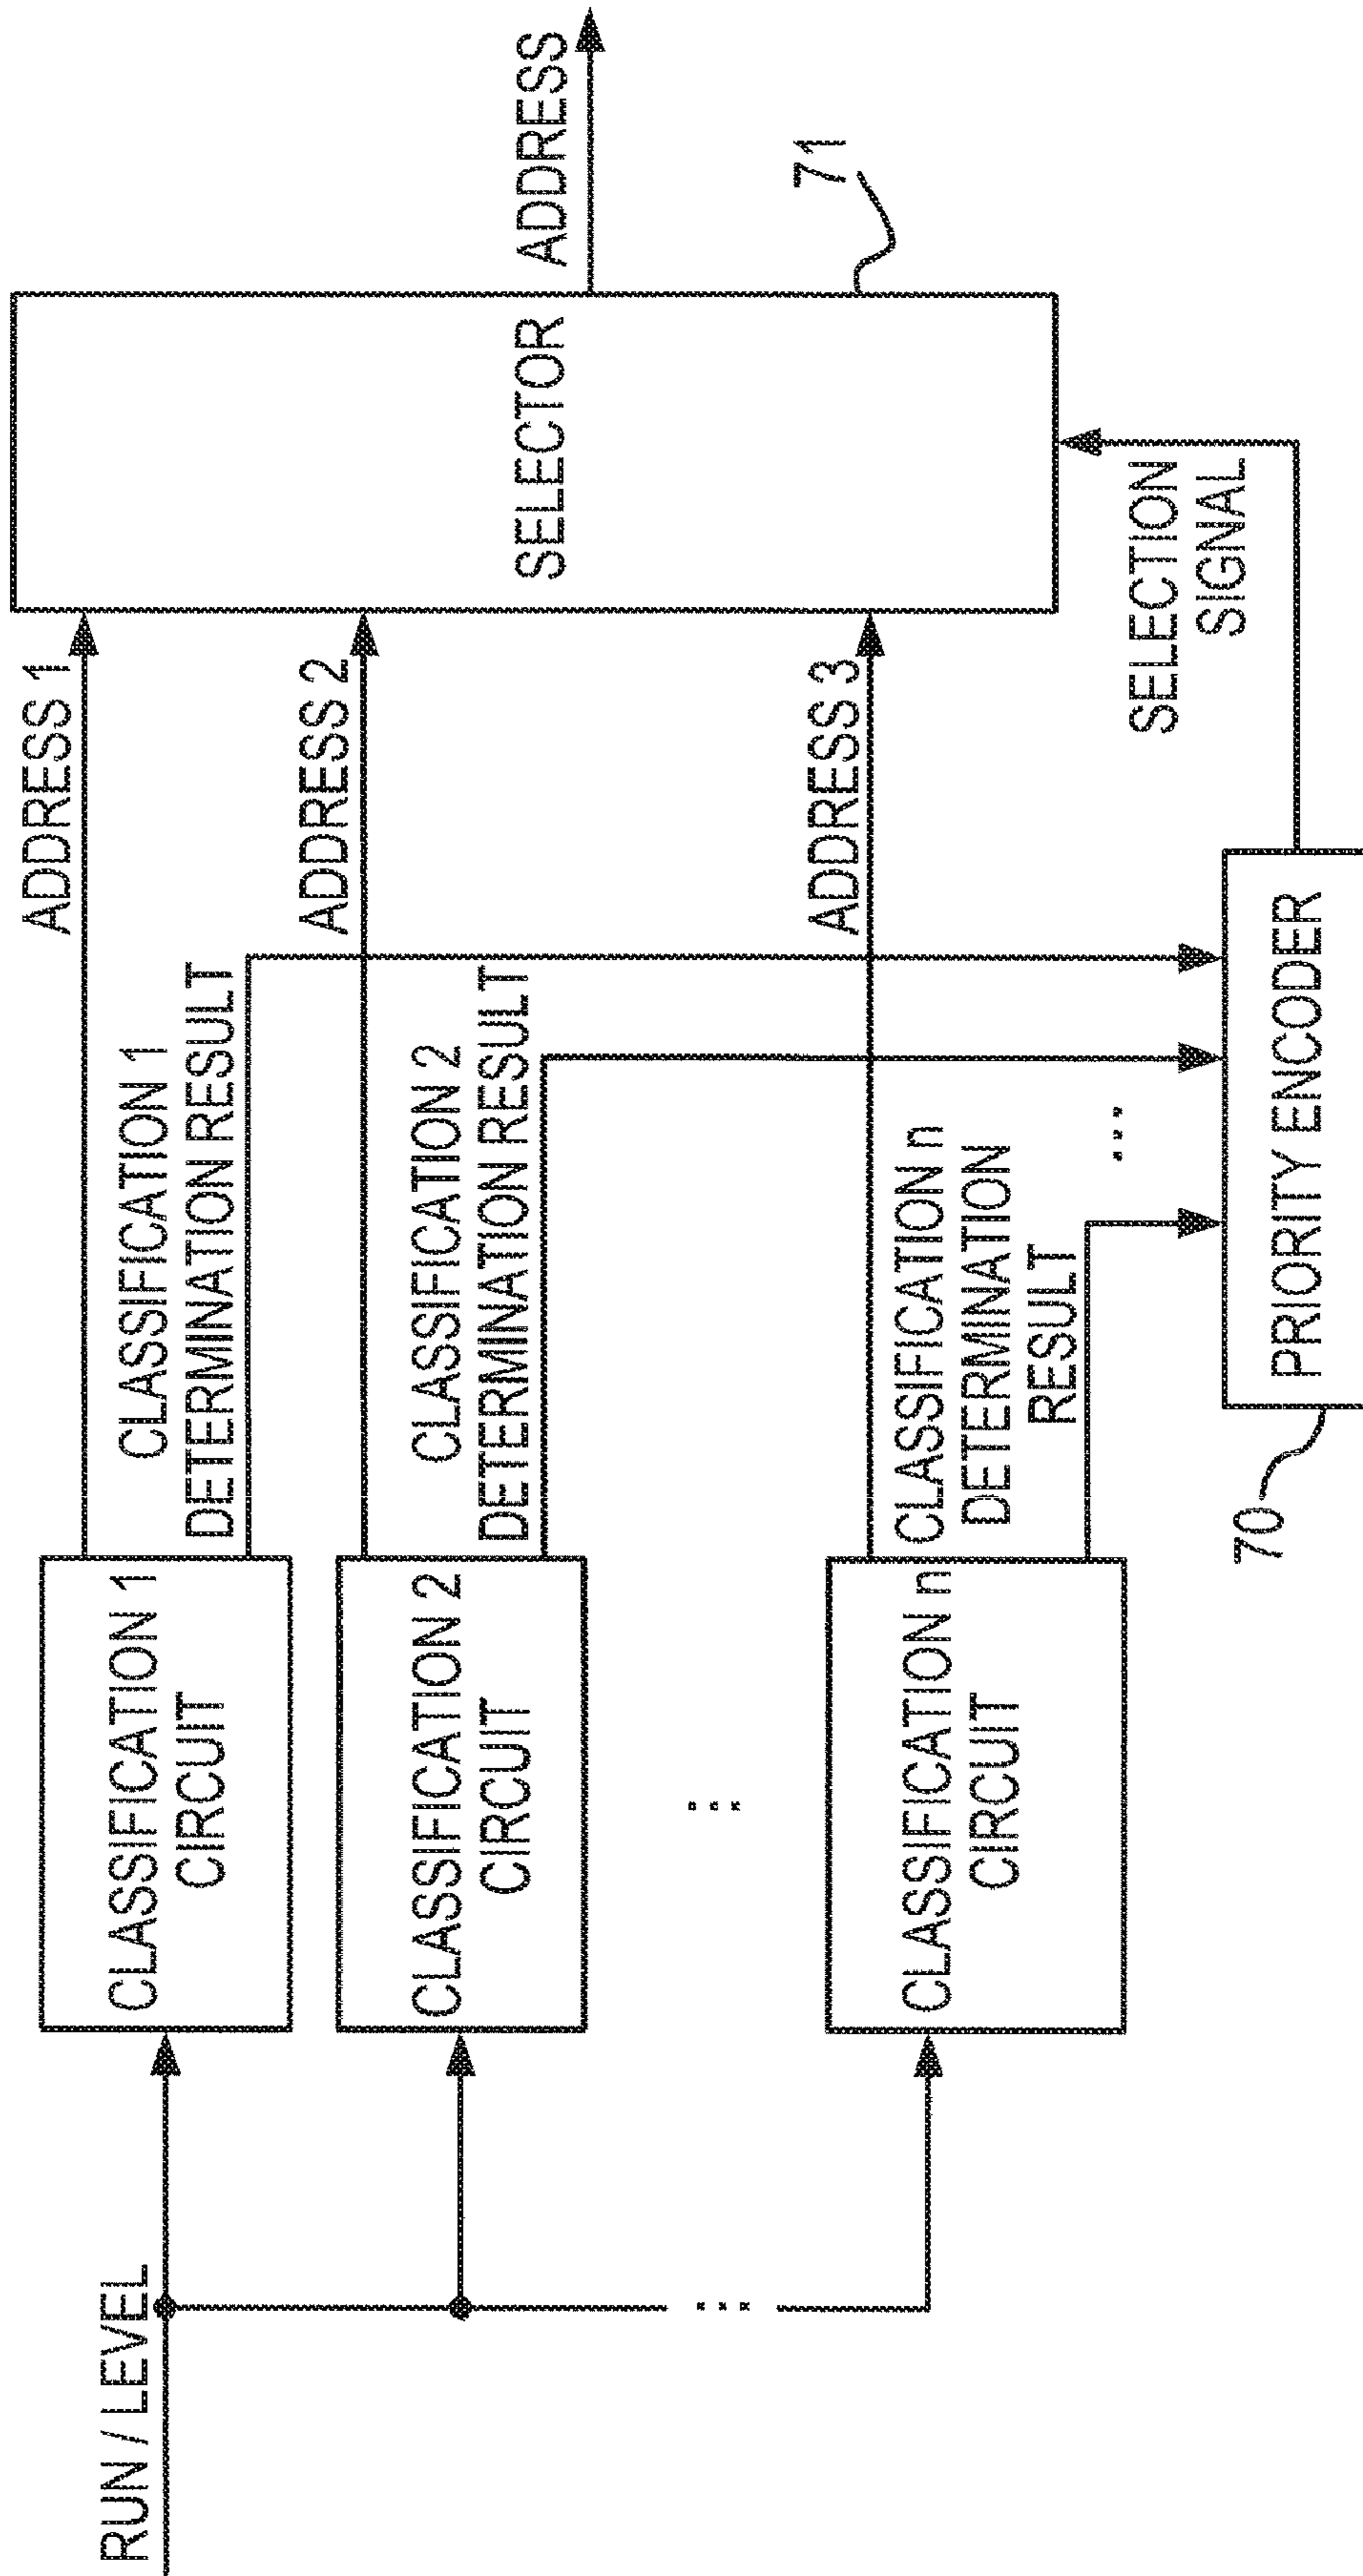 RUN / LEVEL
CLASSIFICATION 1
CIRCUIT
CLASSIFICATION 2
CIRCUIT
...
...
CLASSIFICATION n
CIRCUIT
ADDRESS 1
CLASSIFICATION 1
DETERMINATION RESULT
ADDRESS 2
CLASSIFICATION 2
DETERMINATION RESULT
ADDRESS 3
CLASSIFICATION n
DETERMINATION
RESULT
...
70
PRIORITY ENCODER
SELECTION
SIGNAL
SELECTOR
71
ADDRESS